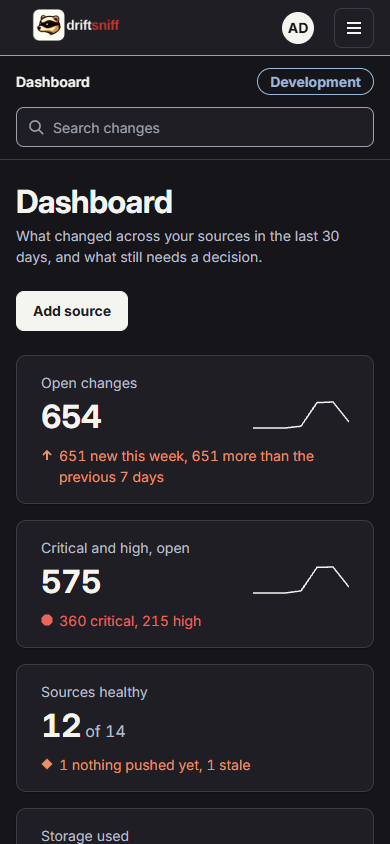 driftsniff
AD
Dashboard
Development
Search changes
Dashboard
What changed across your sources in the last 30
days, and what still needs a decision.
Add source
Open changes
654
651 new this week, 651 more than the
previous 7 days
Critical and high, open
575
360 critical, 215 high
Sources healthy
12 of 14
1 nothing pushed yet, 1 stale
Storage used